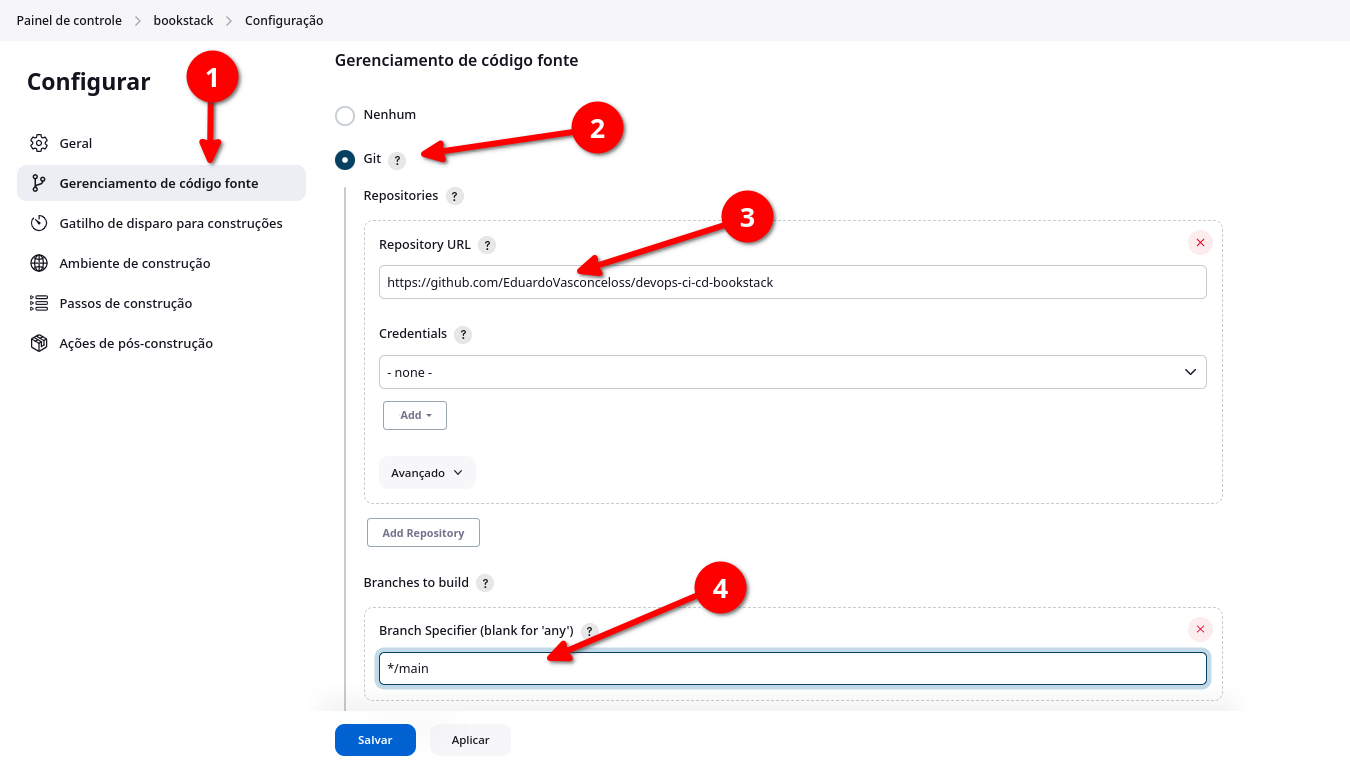 Painel de controle > bookstack > Configuração
Configurar
1
Geral
Gerenciamento de código fonte
Gatilho de disparo para construções
Ambiente de construção
Passos de construção
Ações de pós-construção
Gerenciamento de código fonte
Nenhum
2
Git ?
Repositories ?
3
Repository URL ?
https://github.com/EduardoVasconceloss/devops-ci-cd-bookstack
Credentials ?
- none -
Add
Avançado
Add Repository
Branches to build ?
4
Branch Specifier (blank for 'any') ?
*/main
Salvar
Aplicar